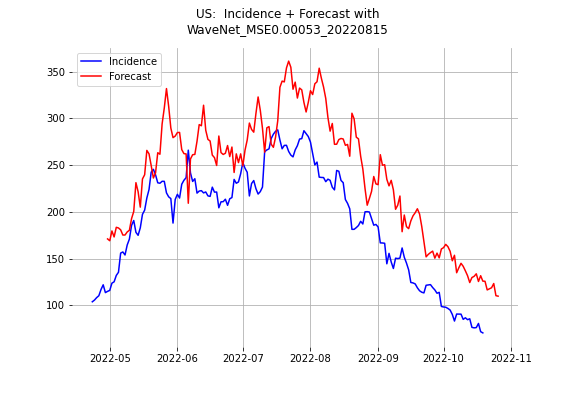 US:  Incidence + Forecast with
WaveNet_MSE0.00053_20220815
Incidence
Forecast
350
300
250
200
150
100
2022-05 2022-06 2022-07 2022-08 2022-09 2022-10 2022-11